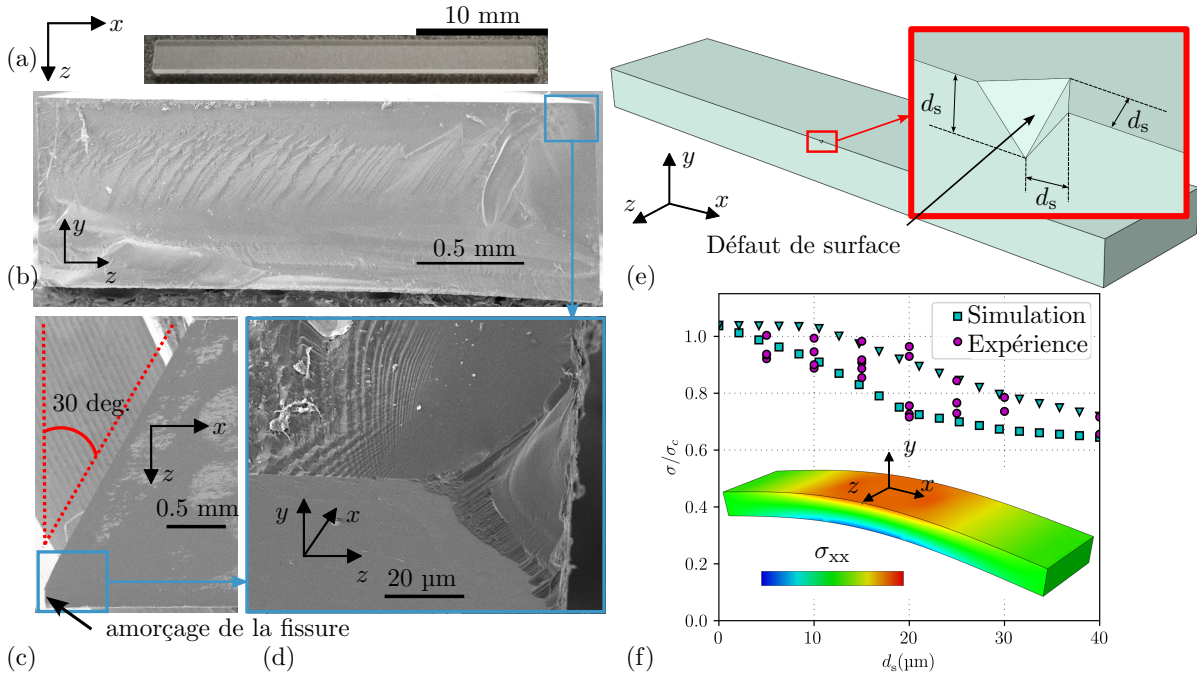 x
10 mm
(a)
z
y
z
0.5 mm
(b)
30 deg.
x
z
0.5 mm
amorçage de la fissure
(c)
y
x
z
20 µm
(d)
d_s
d_s
d_s
y
x
z
Défaut de surface
(e)
Simulation
Expérience
1.0
0.8
0.6
0.4
0.2
0.0
σ/σ_c
y
z
x
σ_xx
0
10
20
30
40
d_s(µm)
(f)